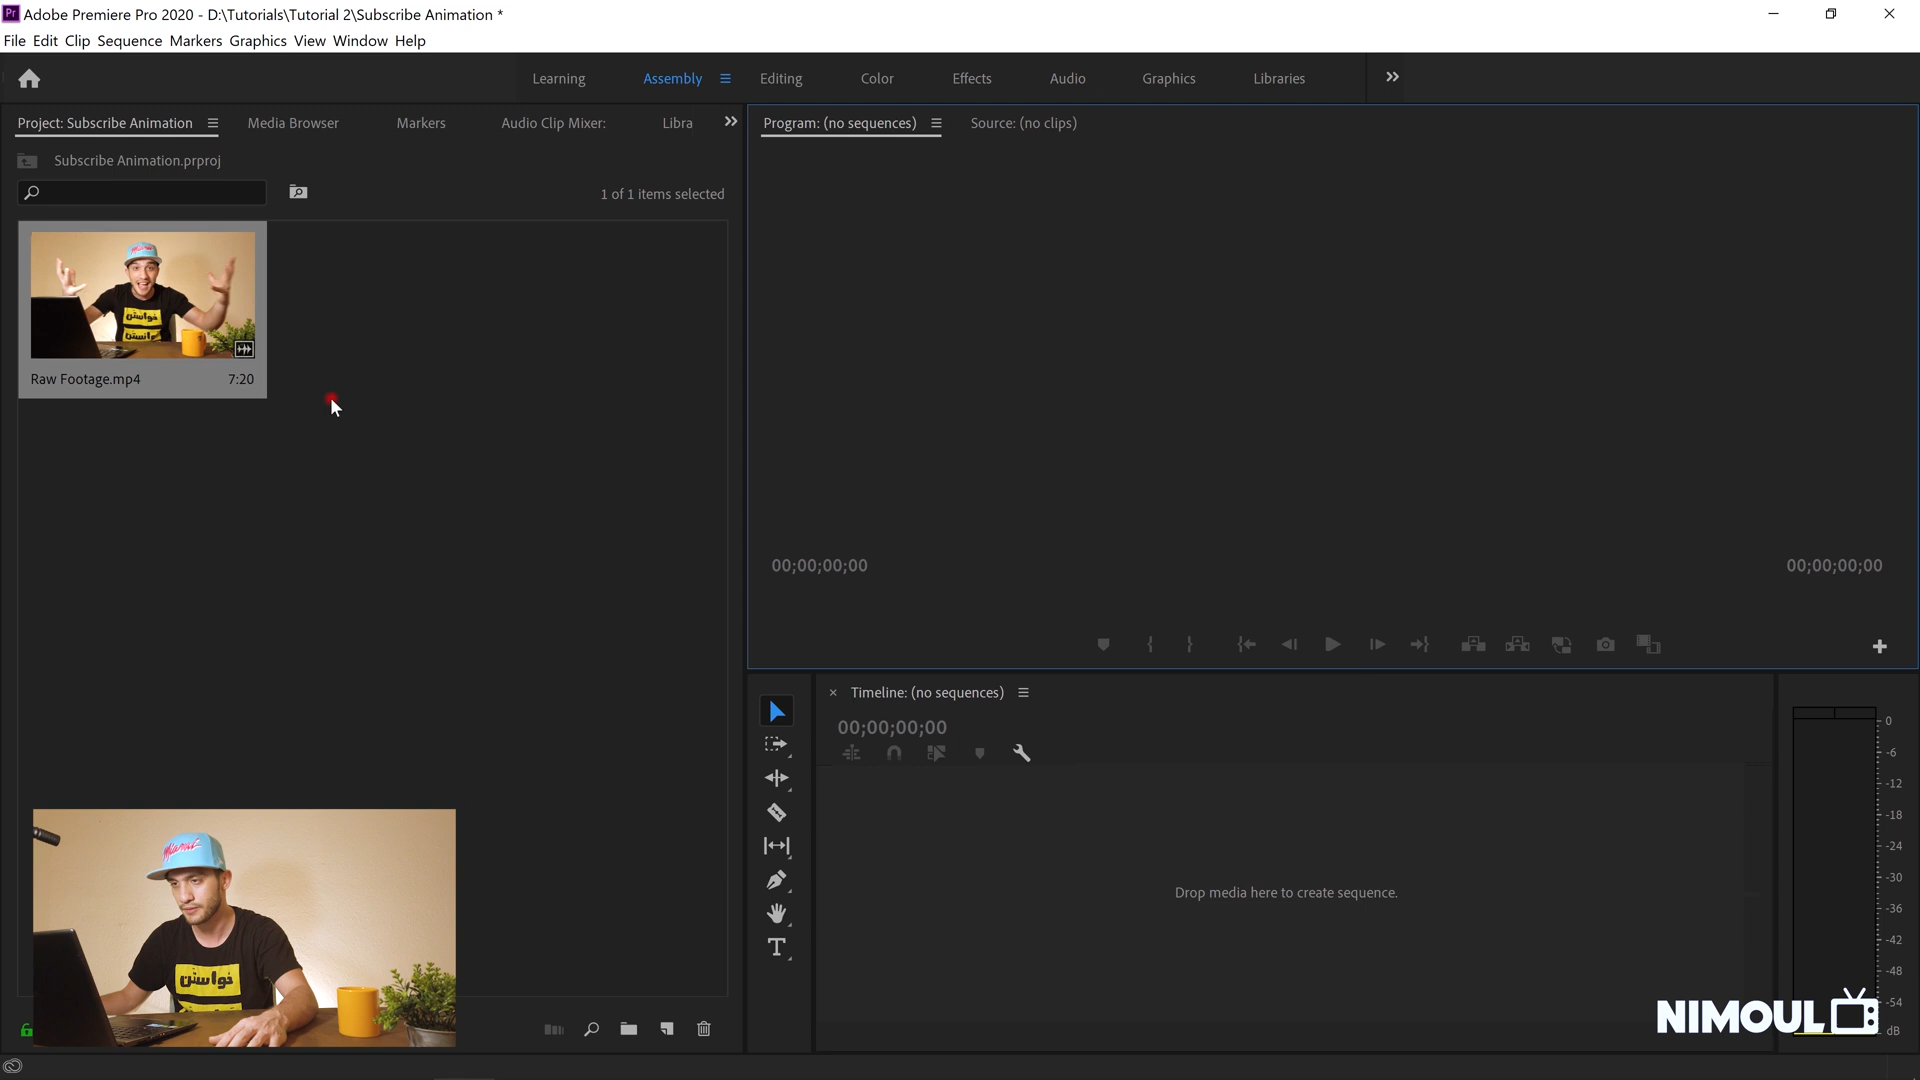 Pr Adobe Premiere Pro 2020 - D:\Tutorials\Tutorial 2\Subscribe Animation *
File Edit Clip Sequence Markers Graphics View Window Help
Learning Assembly Editing Color Effects Audio Graphics Libraries
Project: Subscribe Animation Media Browser Markers Audio Clip Mixer: Libra
Program: (no sequences) Source: (no clips)
Subscribe Animation.prproj
1 of 1 items selected
خواستن
Raw Footage.mp4 7:20
00;00;00;00 00;00;00;00
Timeline: (no sequences)
00;00;00;00
Drop media here to create sequence.
0
-6
-12
-18
-24
-30
-36
-42
-48
-54
dB
Miami
خواستن
NIMOUL